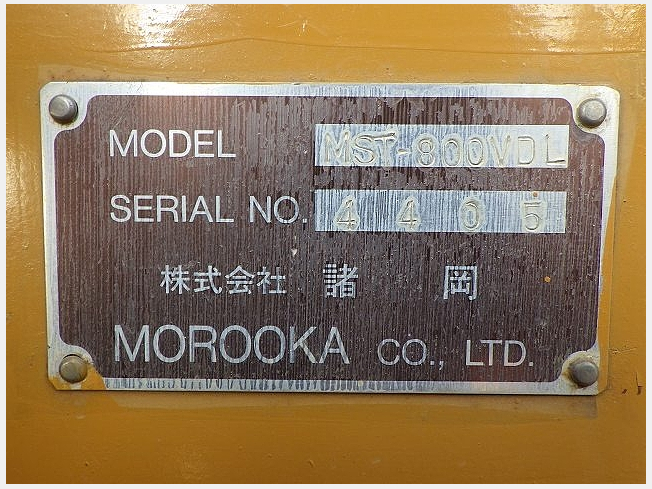 MODEL MST-800VDL
SERIAL NO. 4405
株式会社 諸岡
MOROOKA CO., LTD.